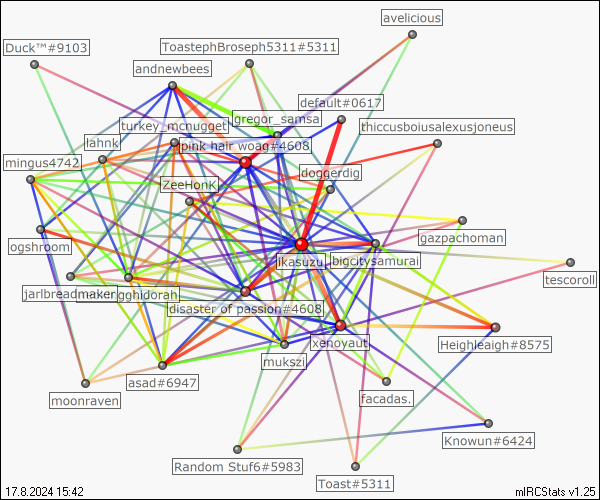 avelicious
Duck™#9103
ToastephBroseph5311#5311
andnewbees
default#0617
gregor_samsa
turkey_mcnugget
thiccusboiusalexusjoneus
lahnk
pink hair woag#4608
mingus4742
doggerdig
ZeeHonk
gazpachoman
ogshroom
ikasuzu
bigcitysamurai
tescoroll
jarlbreadmaker
gghidorah
disaster of passion#4608
xenoyaut
Heighleaigh#8575
mukszi
asad#6947
moonraven
facadas.
Knowun#6424
Random Stuf6#5983
Toast#5311
17.8.2024 15:42
mIRCStats v1.25